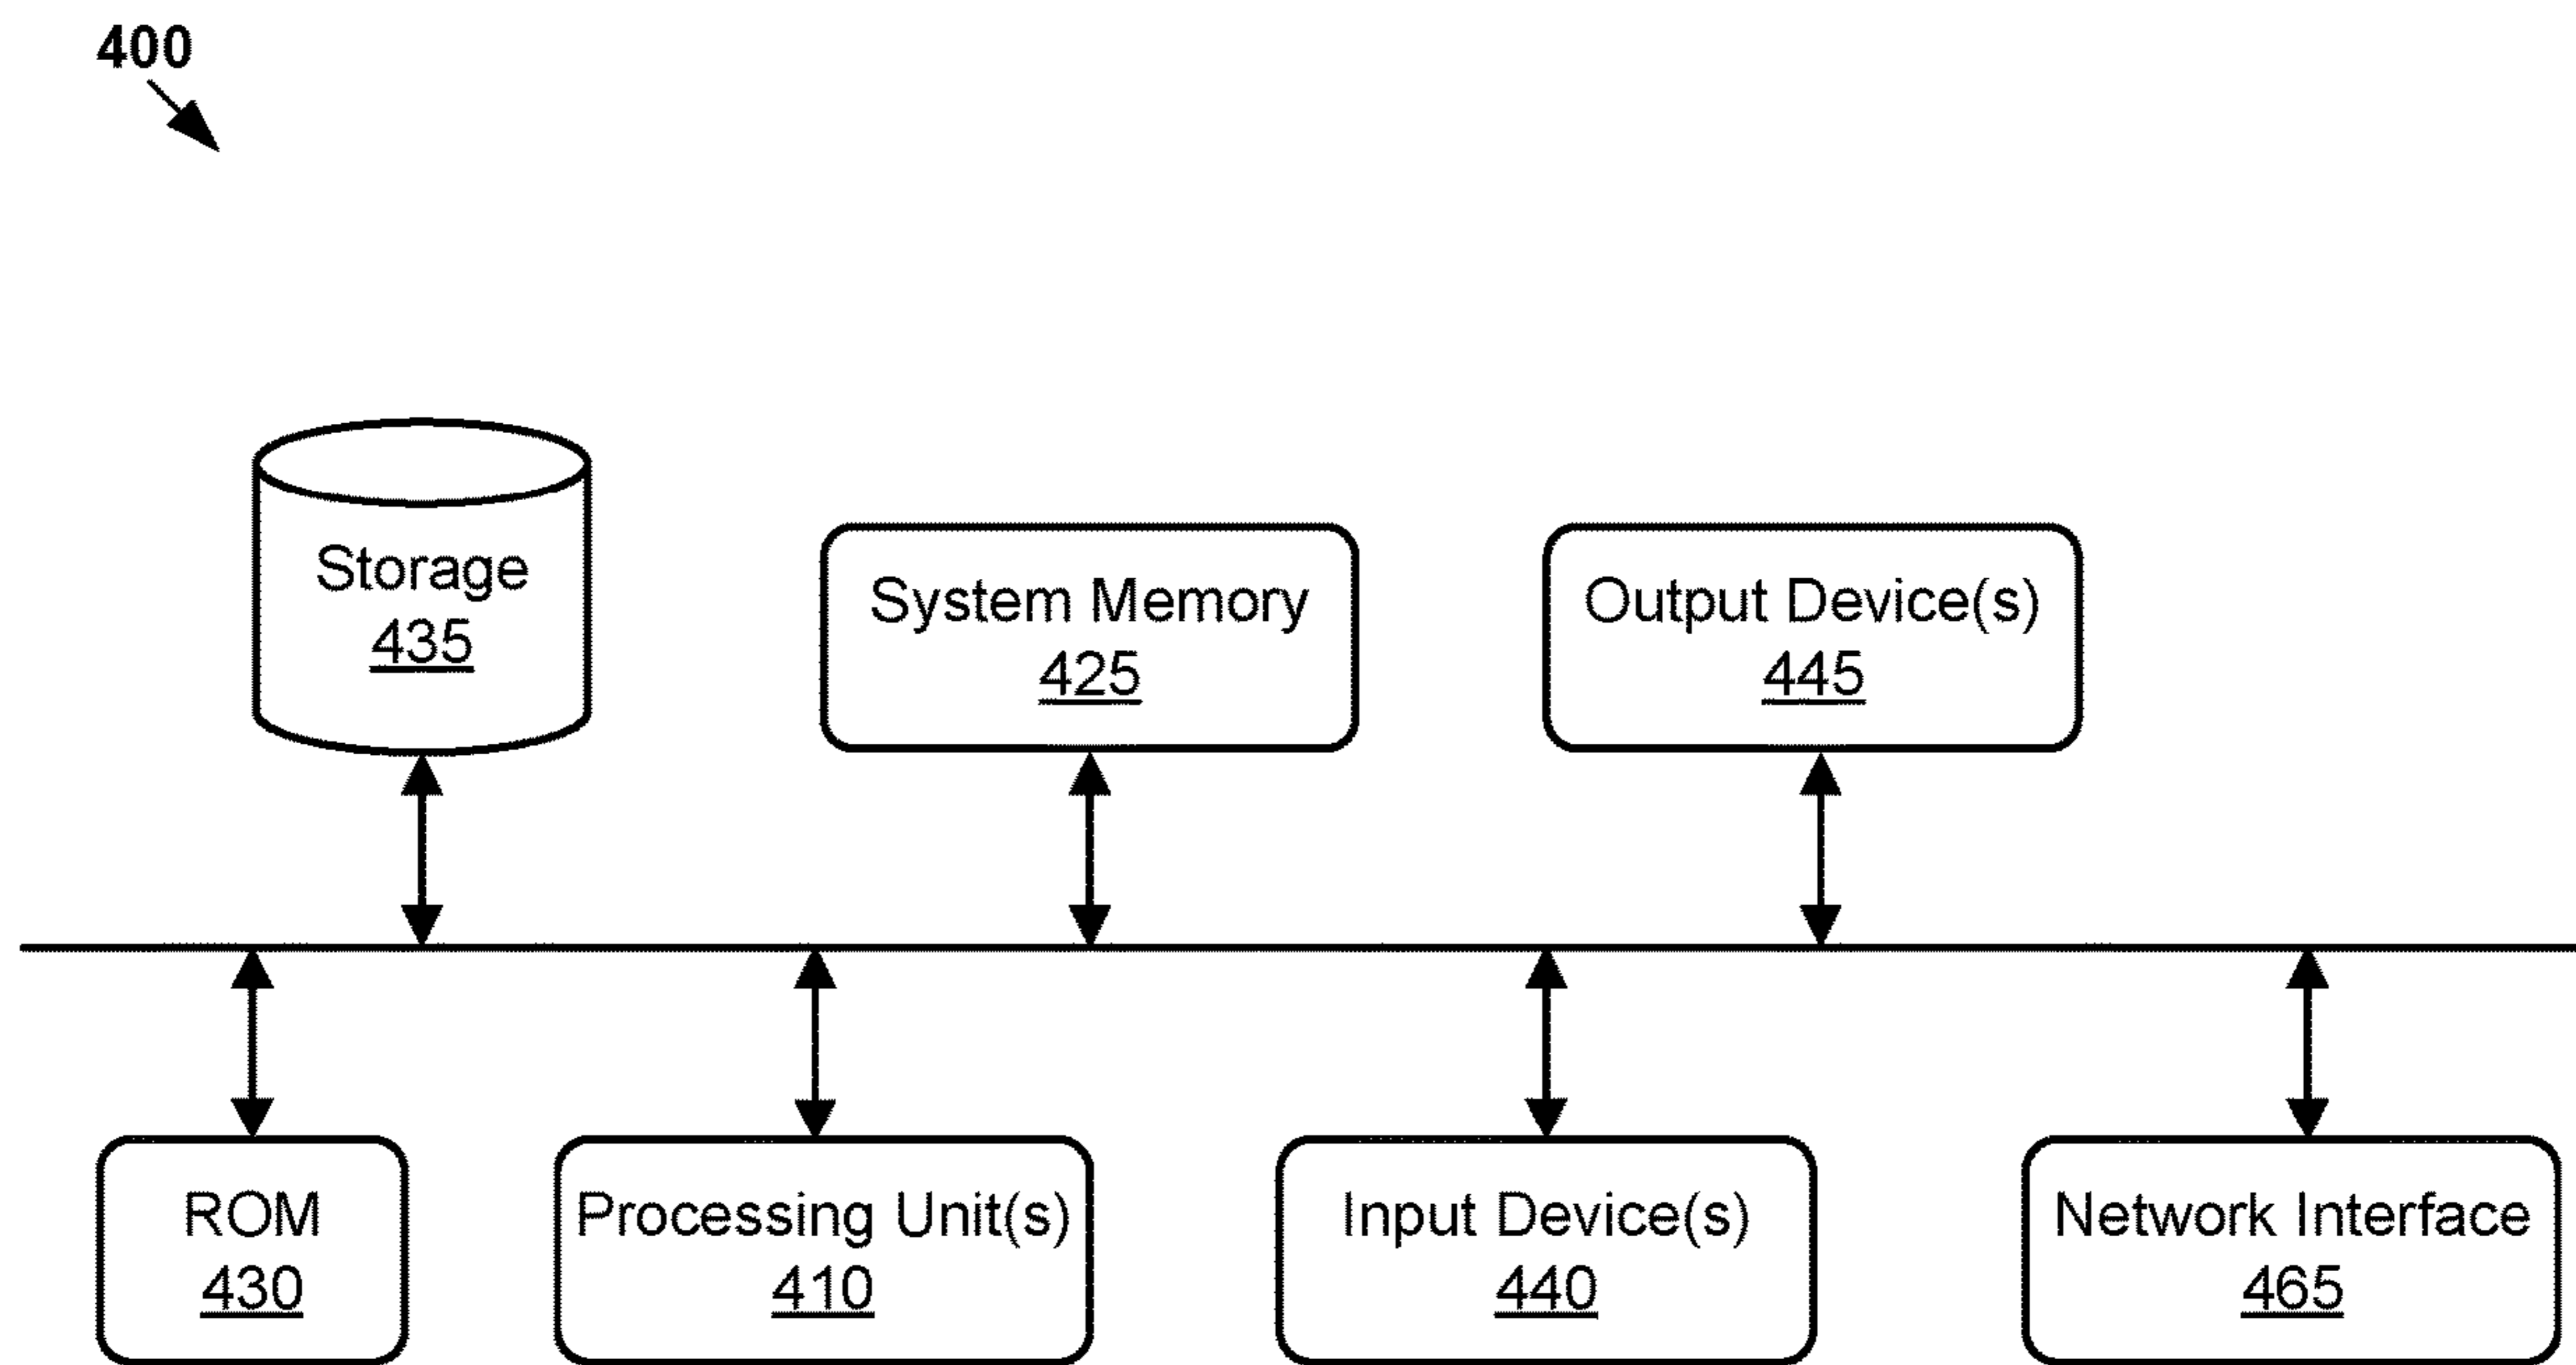 400
Storage
435
System Memory
425
Output Device(s)
445
ROM
430
Processing Unit(s)
410
Input Device(s)
440
Network Interface
465